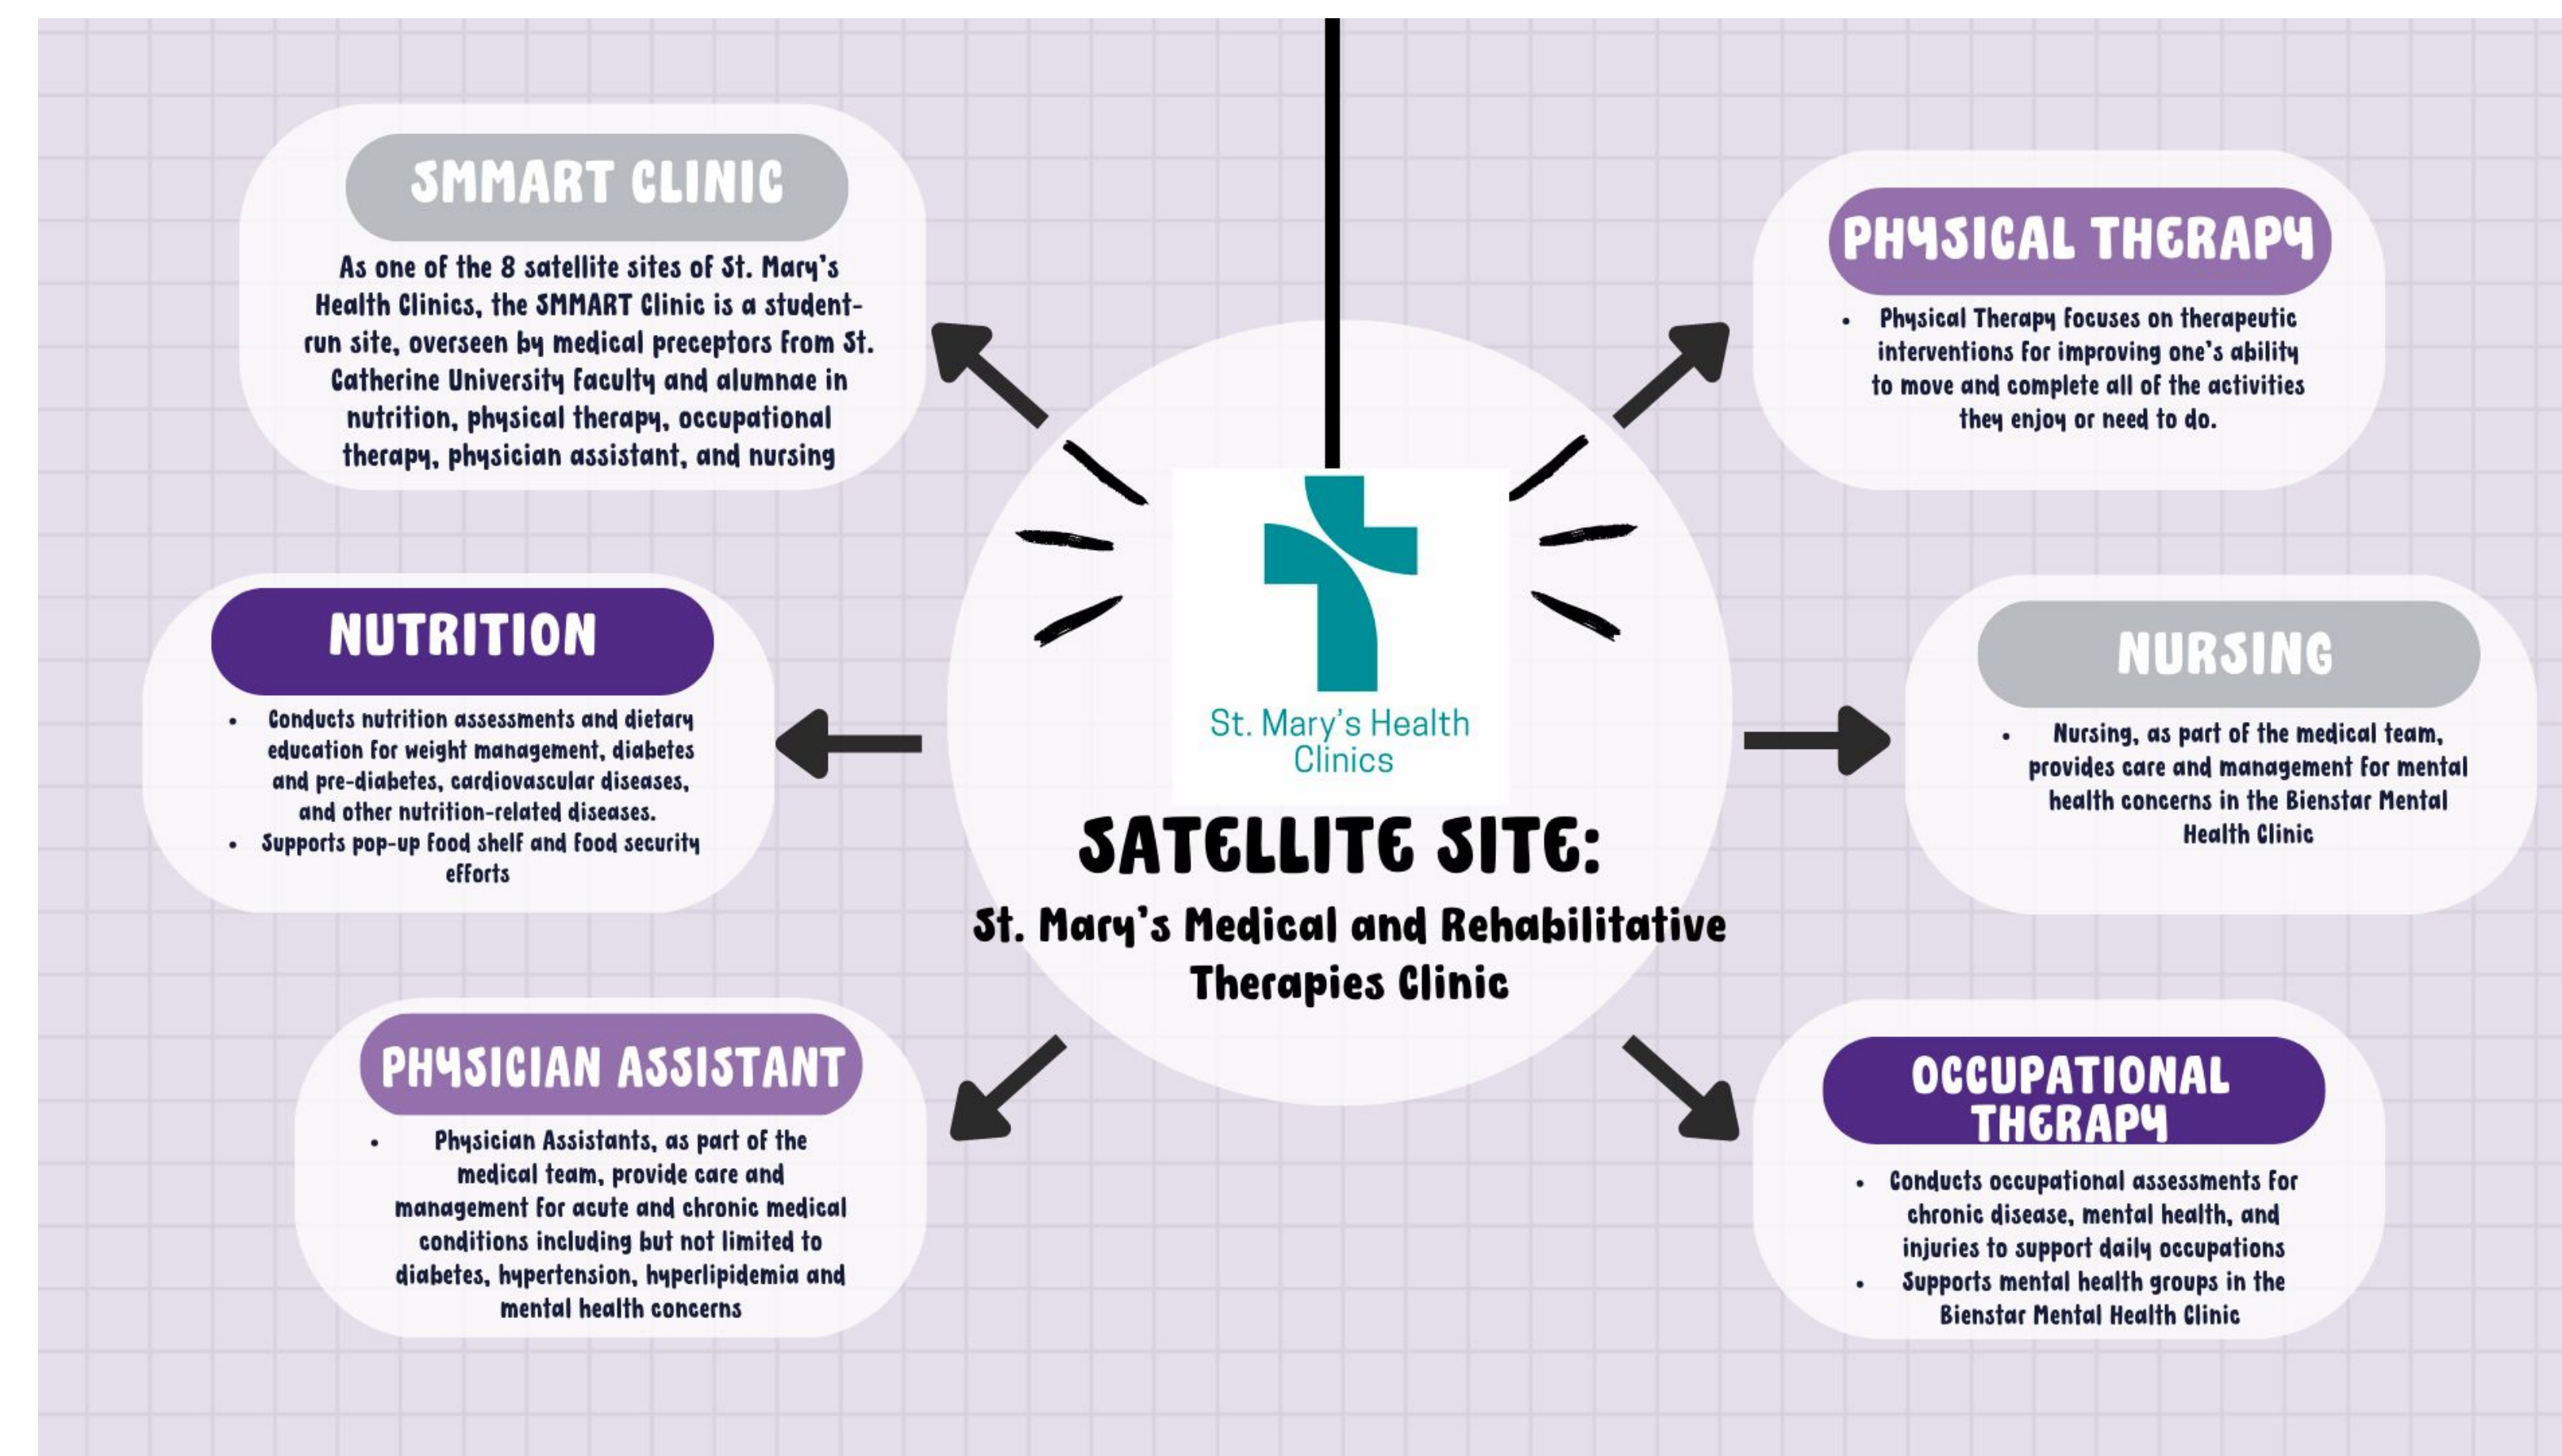 SMMART CLINIC
As one of the 8 satellite sites of St. Mary's
Health Clinics, the SMMART Clinic is a student-
run site, overseen by medical preceptors from St.
Catherine University faculty and alumnae in
nutrition, physical therapy, occupational
therapy, physician assistant, and nursing
NUTRITION
• Conducts nutrition assessments and dietary
education for weight management, diabetes
and pre-diabetes, cardiovascular diseases,
and other nutrition-related diseases.
• Supports pop-up food shelf and food security
efforts
PHYSICIAN ASSISTANT
• Physician Assistants, as part of the
medical team, provide care and
management for acute and chronic medical
conditions including but not limited to
diabetes, hypertension, hyperlipidemia and
mental health concerns
St. Mary's Health
Clinics
SATELLITE SITE:
St. Mary's Medical and Rehabilitative
Therapies Clinic
PHYSICAL THERAPY
• Physical Therapy focuses on therapeutic
interventions for improving one's ability
to move and complete all of the activities
they enjoy or need to do.
NURSING
• Nursing, as part of the medical team,
provides care and management for mental
health concerns in the Bienstar Mental
Health Clinic
OCCUPATIONAL
THERAPY
• Conducts occupational assessments for
chronic disease, mental health, and
injuries to support daily occupations
• Supports mental health groups in the
Bienstar Mental Health Clinic